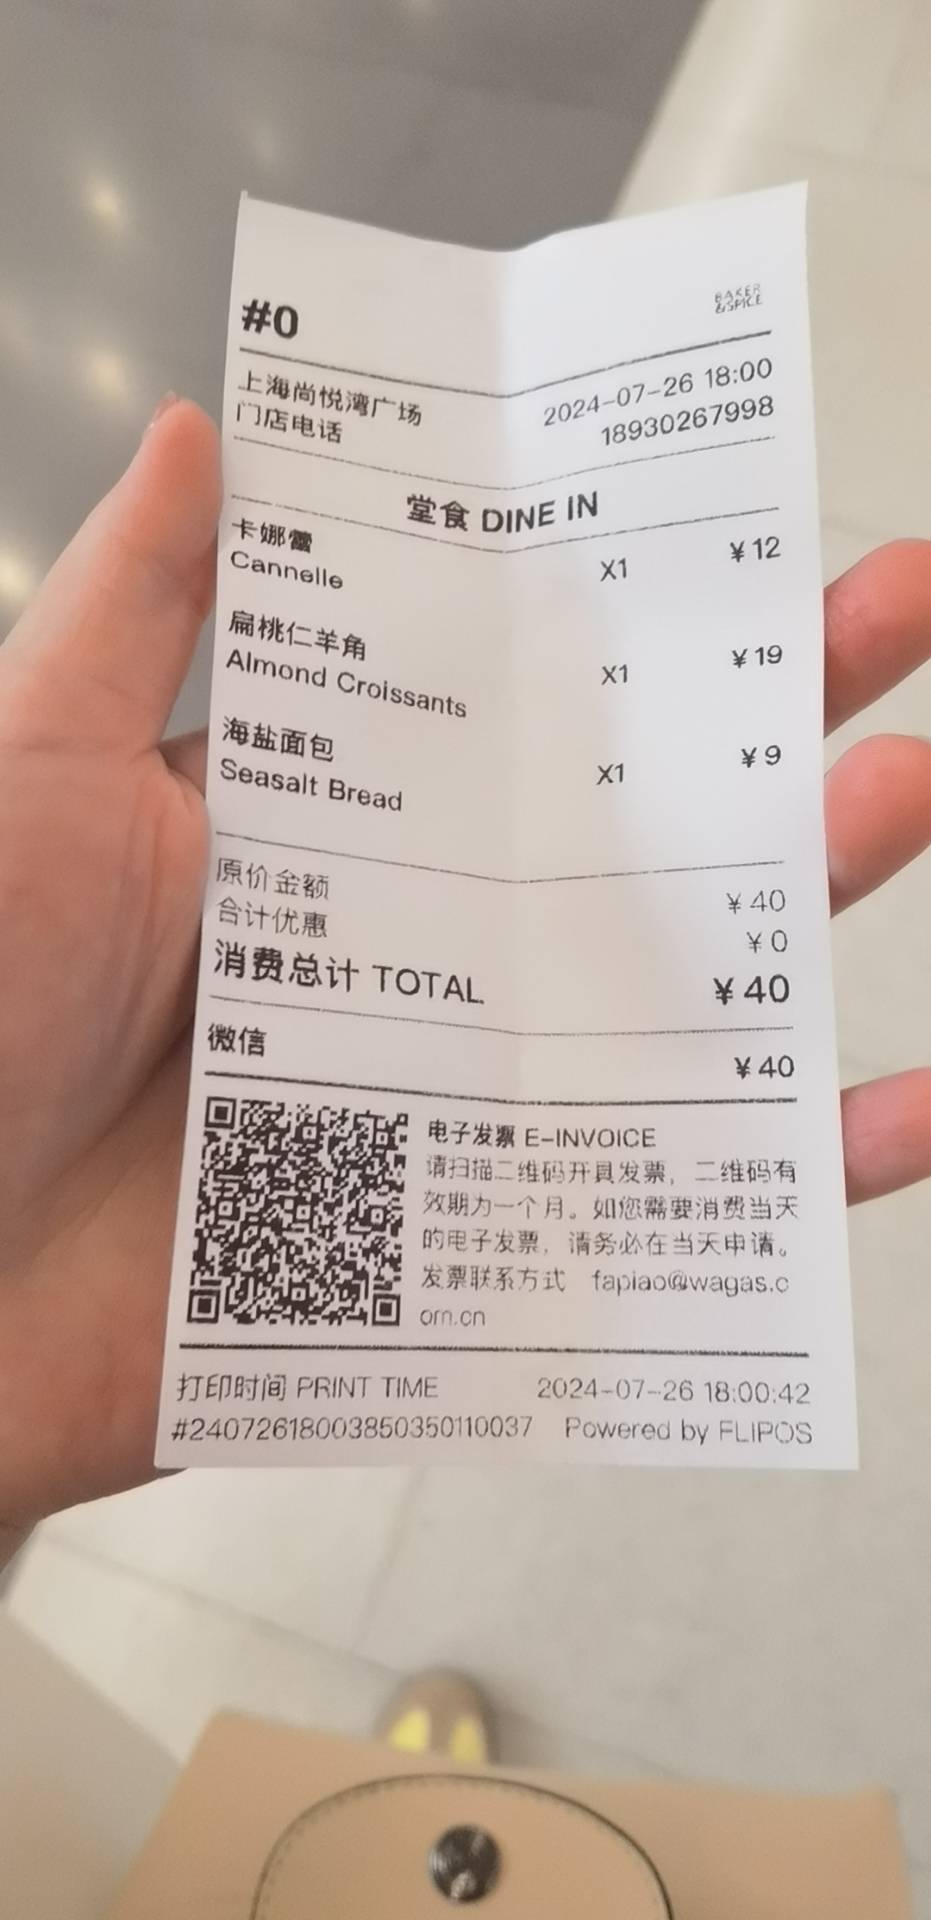 #0
BAKER
&SPICE
上海尚悦湾广场 2024-07-26 18:00
门店电话 18930267998
堂食 DINE IN
卡娜蕾
Cannelle X1 ¥12
扁桃仁羊角
Almond Croissants X1 ¥19
海盐面包
Seasalt Bread X1 ¥9
原价金额 ¥40
合计优惠 ¥0
消费总计 TOTAL ¥40
微信 ¥40
电子发票 E-INVOICE
请扫描二维码开具发票，二维码有
效期为一个月。如您需要消费当天
的电子发票，请务必在当天申请。
发票联系方式 fapiao@wagas.c
om.cn
打印时间 PRINT TIME 2024-07-26 18:00:42
#24072618003850350110037 Powered by FLIPOS